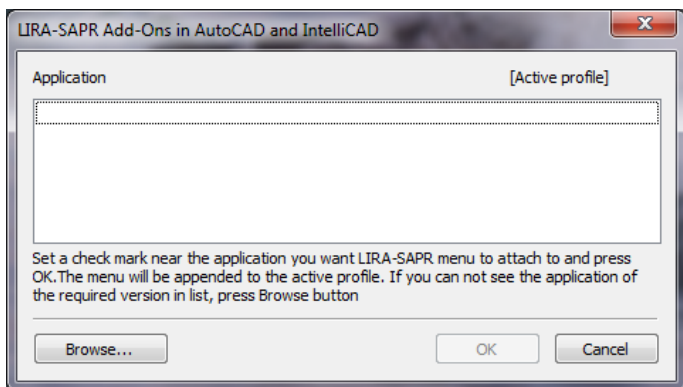 LIRA-SAPR Add-Ons in AutoCAD and IntelliCAD
Application [Active profile]
Set a check mark near the application you want LIRA-SAPR menu to attach to and press
OK.The menu will be appended to the active profile. If you can not see the application of
the required version in list, press Browse button
Browse... OK Cancel